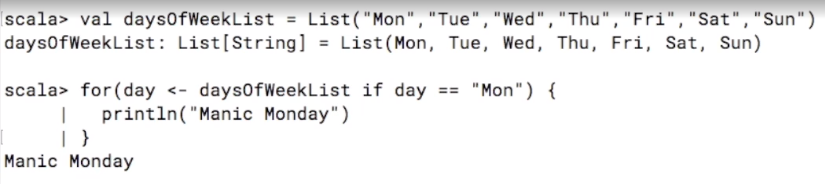 scala> val daysOfWeekList = List("Mon","Tue","Wed","Thu","Fri","Sat","Sun")
daysOfWeekList: List[String] = List(Mon, Tue, Wed, Thu, Fri, Sat, Sun)
scala> for(day <- daysOfWeekList if day == "Mon") {
     |   println("Manic Monday")
     | }
Manic Monday